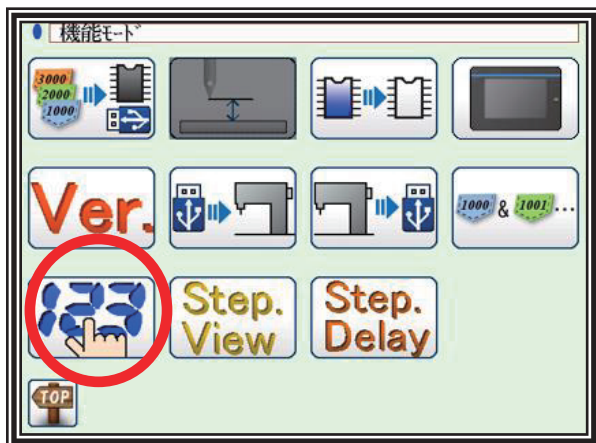 機能ﾓｰﾄﾞ
3000
2000
1000
Ver.
1000 & 1001 ...
123
Step.
View
Step.
Delay
TOP